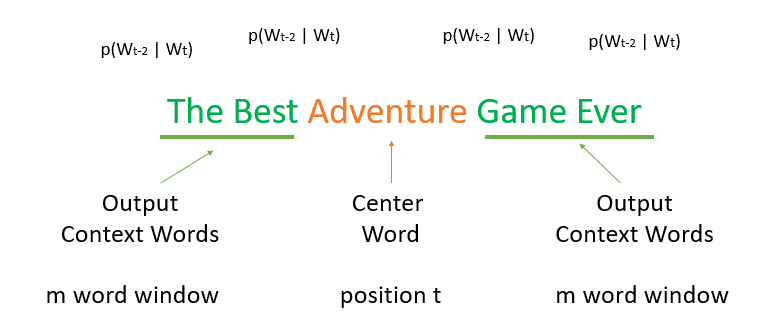 p(Wt-2 | Wt) p(Wt-2 | Wt) p(Wt-2 | Wt) p(Wt-2 | Wt)
The Best Adventure Game Ever
Output Center Output
Context Words Word Context Words
m word window position t m word window